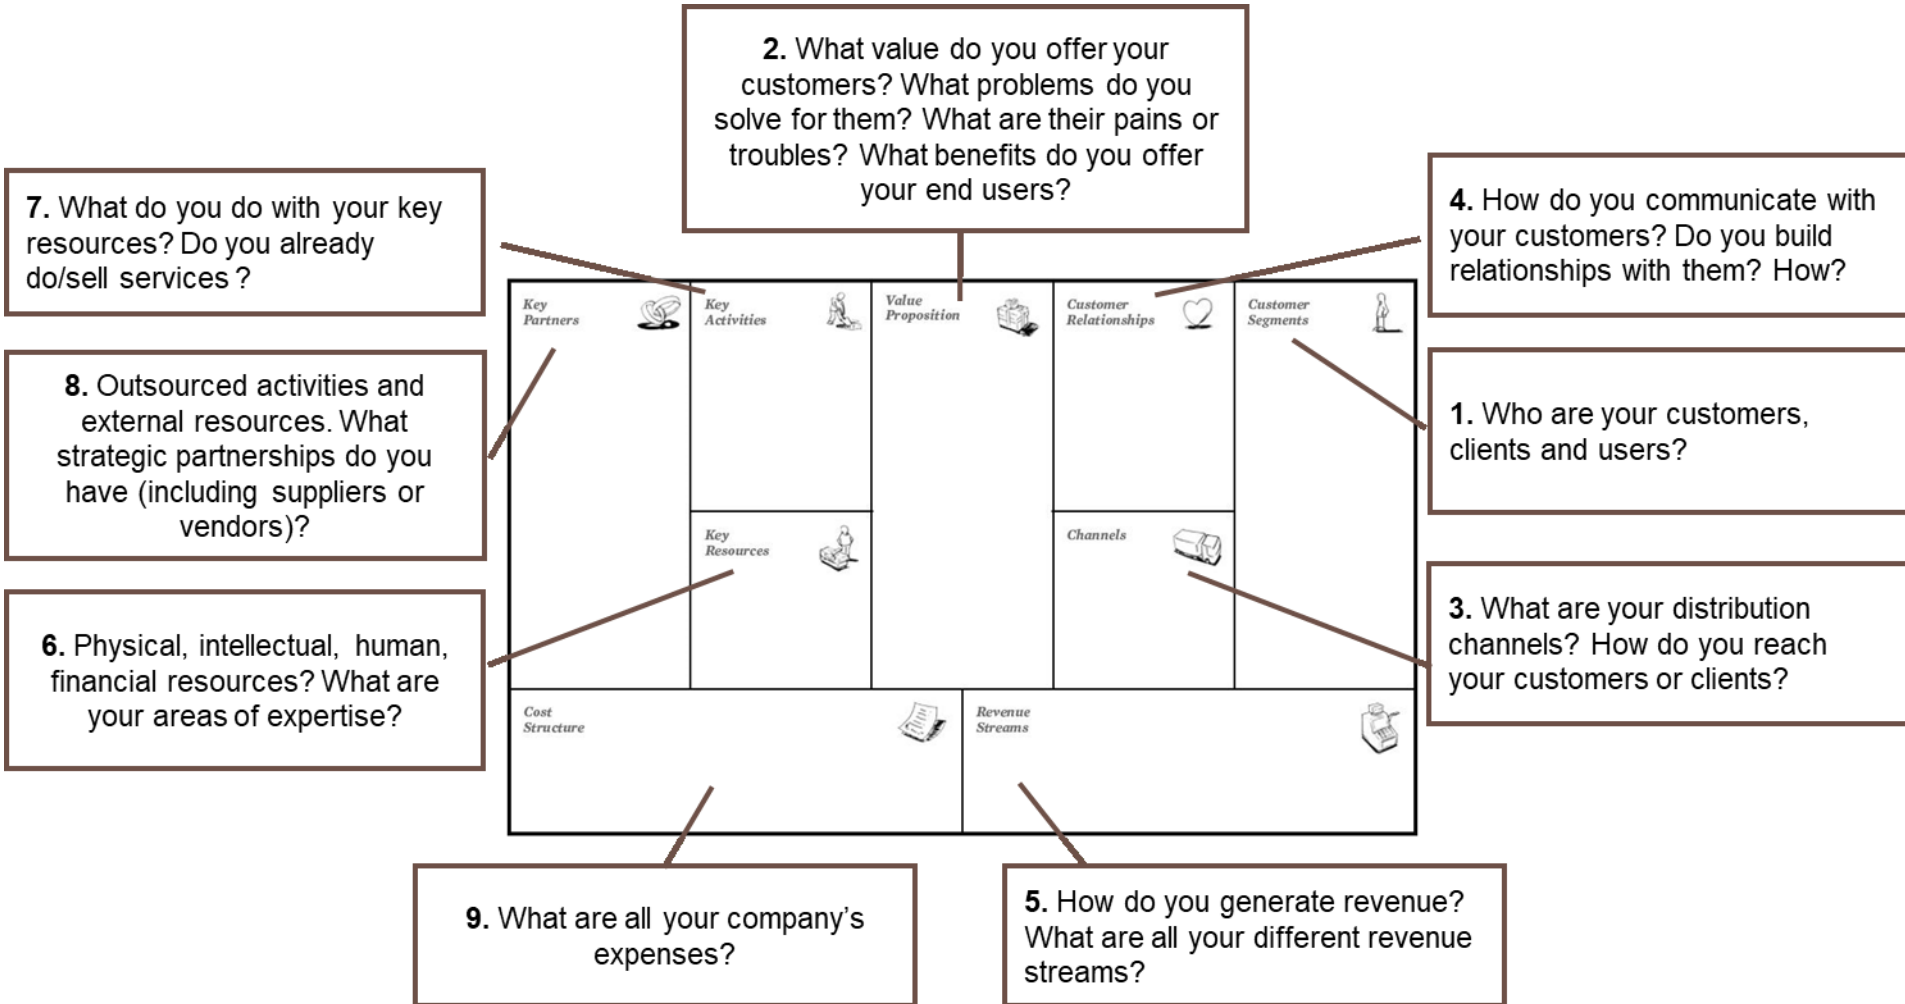 2. What value do you offer your
customers? What problems do you
solve for them? What are their pains or
troubles? What benefits do you offer
your end users?
7. What do you do with your key
resources? Do you already
do/sell services ?
4. How do you communicate with
your customers? Do you build
relationships with them? How?
8. Outsourced activities and
external resources. What
strategic partnerships do you
have (including suppliers or
vendors)?
1. Who are your customers,
clients and users?
6. Physical, intellectual, human,
financial resources? What are
your areas of expertise?
3. What are your distribution
channels? How do you reach
your customers or clients?
Key
Partners
Key
Activities
Value
Proposition
Customer
Relationships
Customer
Segments
Key
Resources
Channels
Cost
Structure
Revenue
Streams
9. What are all your company’s
expenses?
5. How do you generate revenue?
What are all your different revenue
streams?